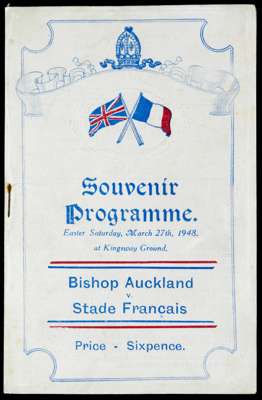 Souvenir
Programme.
Easter Saturday, March 27th, 1948.
at Kingsway Ground.
Bishop Auckland
v.
Stade Francais
Price - Sixpence.